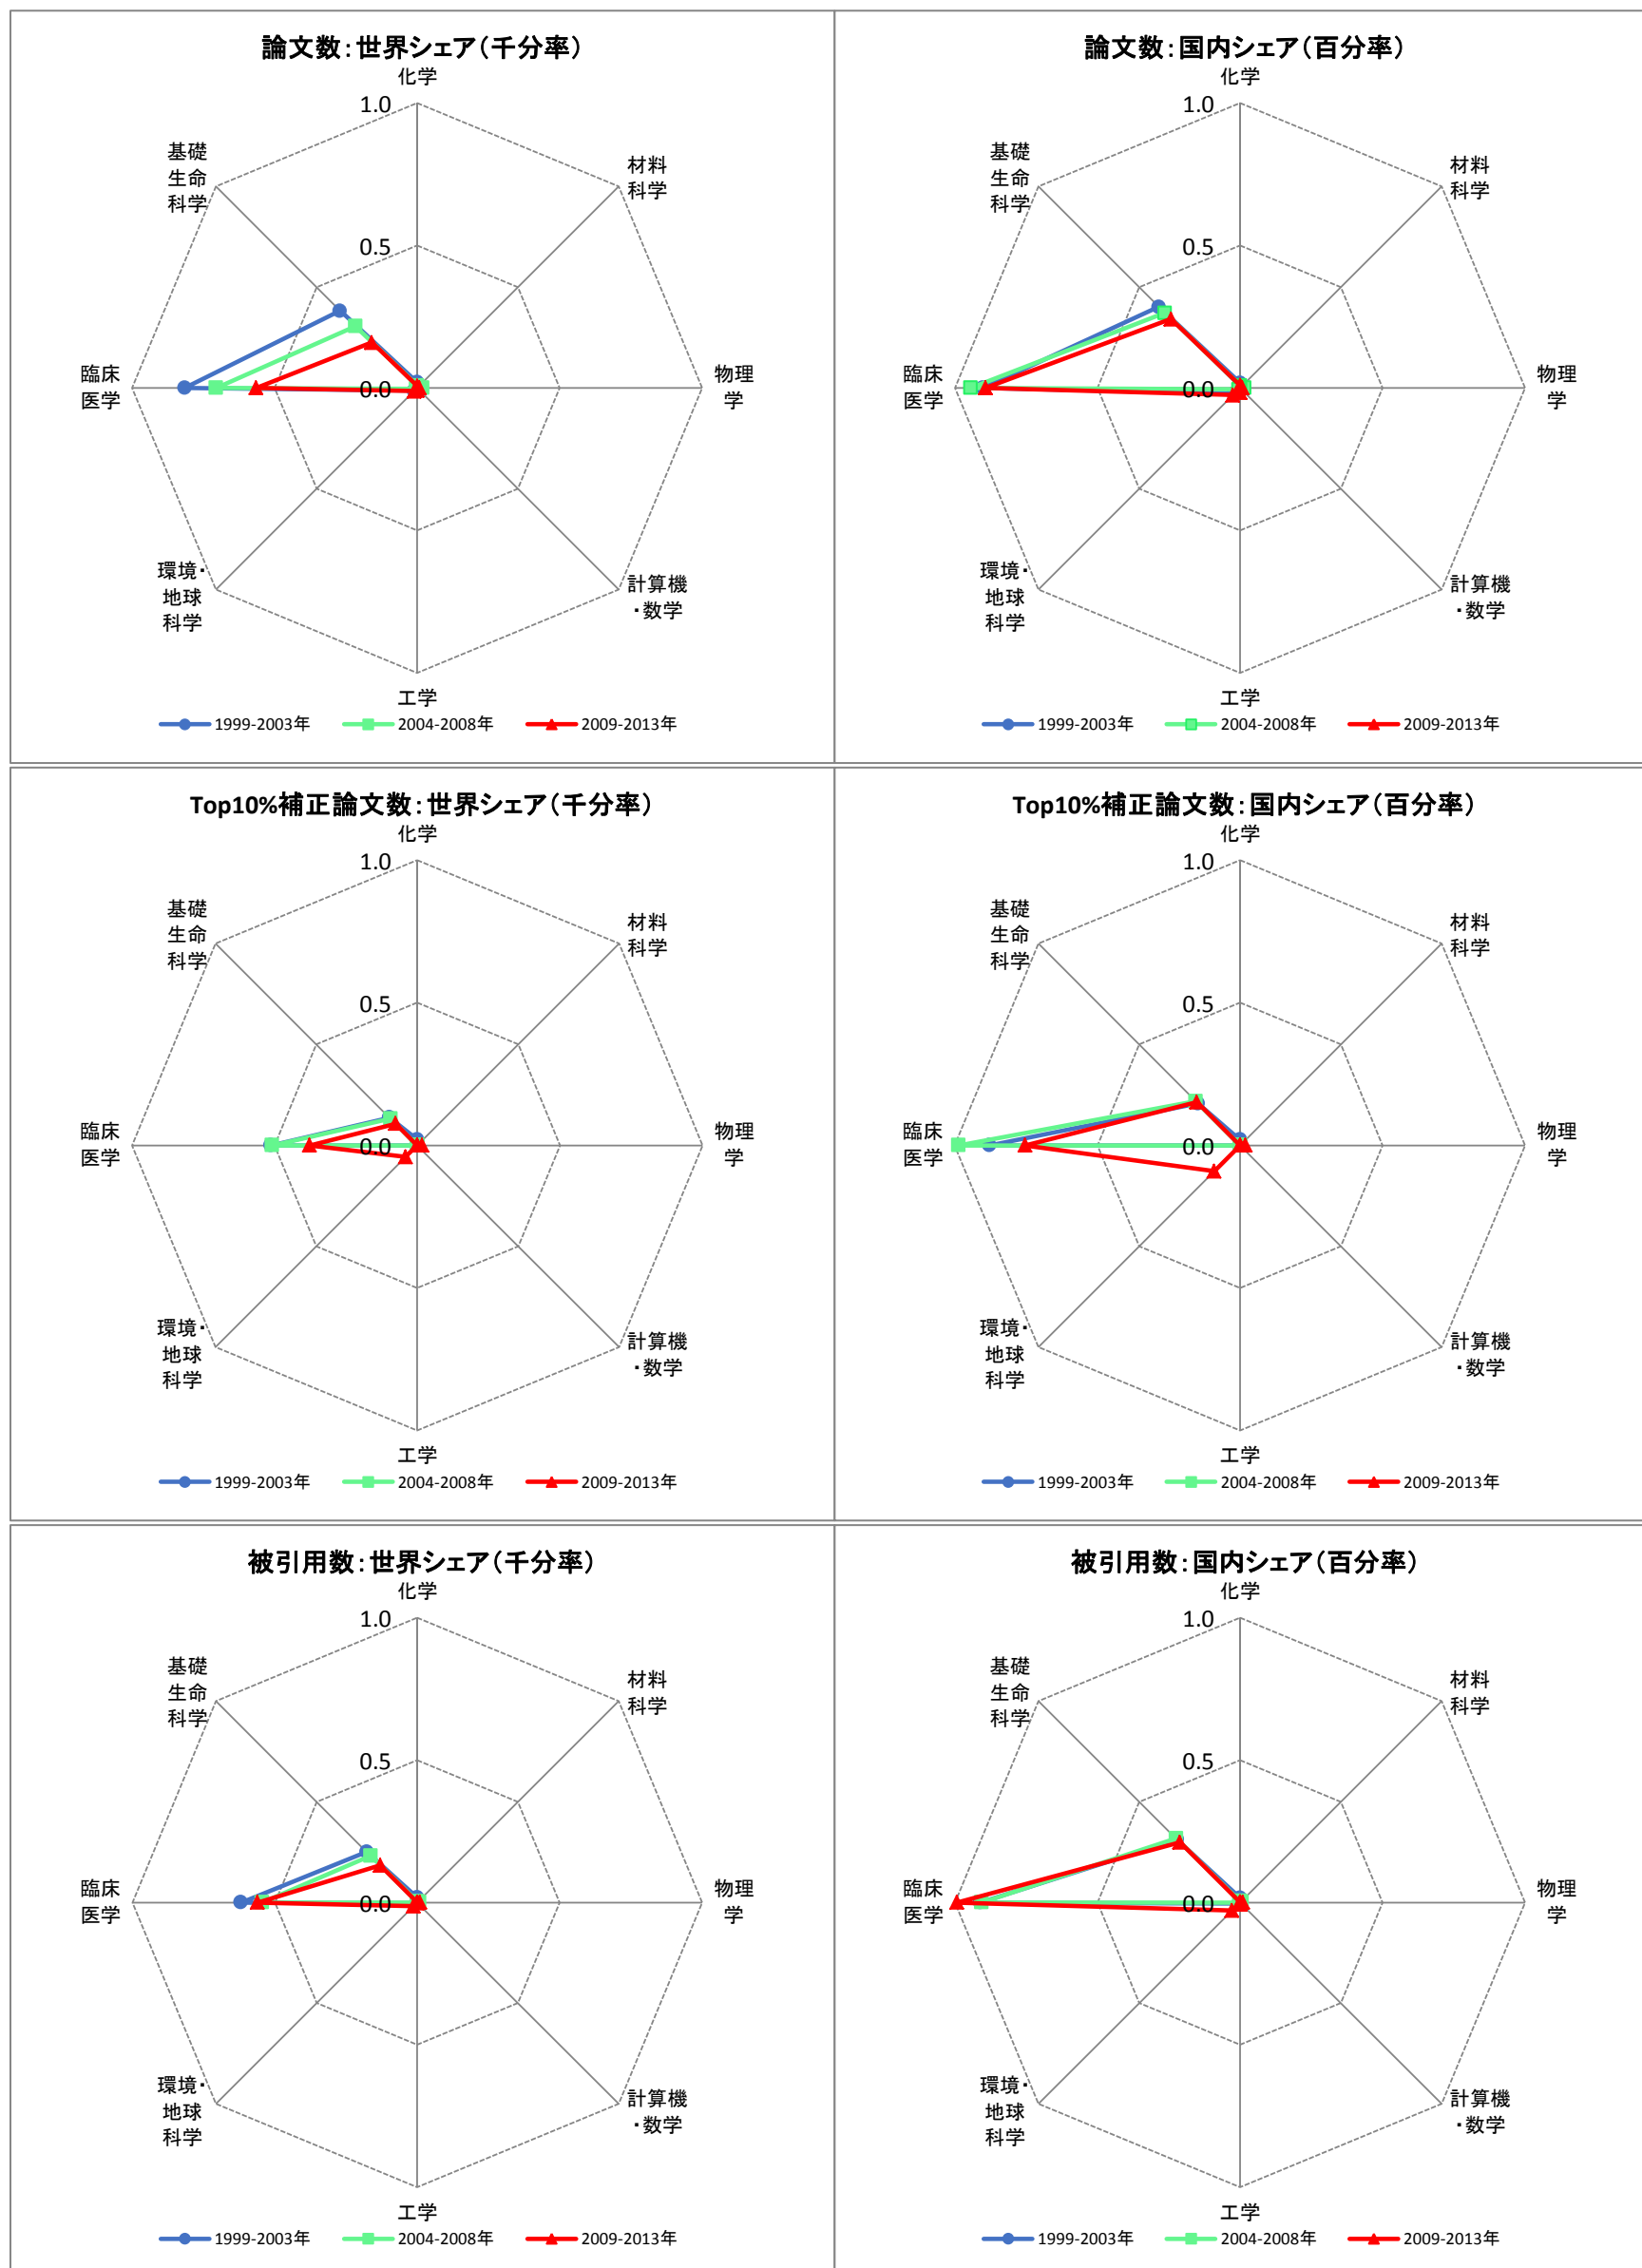 論文数：世界シェア（千分率）
化学
1.0
基礎
生命
科学
材料
科学
0.5
臨床
医学
0.0
物理
学
環境・
地球
科学
計算機
・数学
工学
1999-2003年
2004-2008年
2009-2013年
論文数：国内シェア（百分率）
化学
1.0
基礎
生命
科学
材料
科学
0.5
臨床
医学
0.0
物理
学
環境・
地球
科学
計算機
・数学
工学
1999-2003年
2004-2008年
2009-2013年
Top10%補正論文数：世界シェア（千分率）
化学
1.0
基礎
生命
科学
材料
科学
0.5
臨床
医学
0.0
物理
学
環境・
地球
科学
計算機
・数学
工学
1999-2003年
2004-2008年
2009-2013年
Top10%補正論文数：国内シェア（百分率）
化学
1.0
基礎
生命
科学
材料
科学
0.5
臨床
医学
0.0
物理
学
環境・
地球
科学
計算機
・数学
工学
1999-2003年
2004-2008年
2009-2013年
被引用数：世界シェア（千分率）
化学
1.0
基礎
生命
科学
材料
科学
0.5
臨床
医学
0.0
物理
学
環境・
地球
科学
計算機
・数学
工学
1999-2003年
2004-2008年
2009-2013年
被引用数：国内シェア（百分率）
化学
1.0
基礎
生命
科学
材料
科学
0.5
臨床
医学
0.0
物理
学
環境・
地球
科学
計算機
・数学
工学
1999-2003年
2004-2008年
2009-2013年